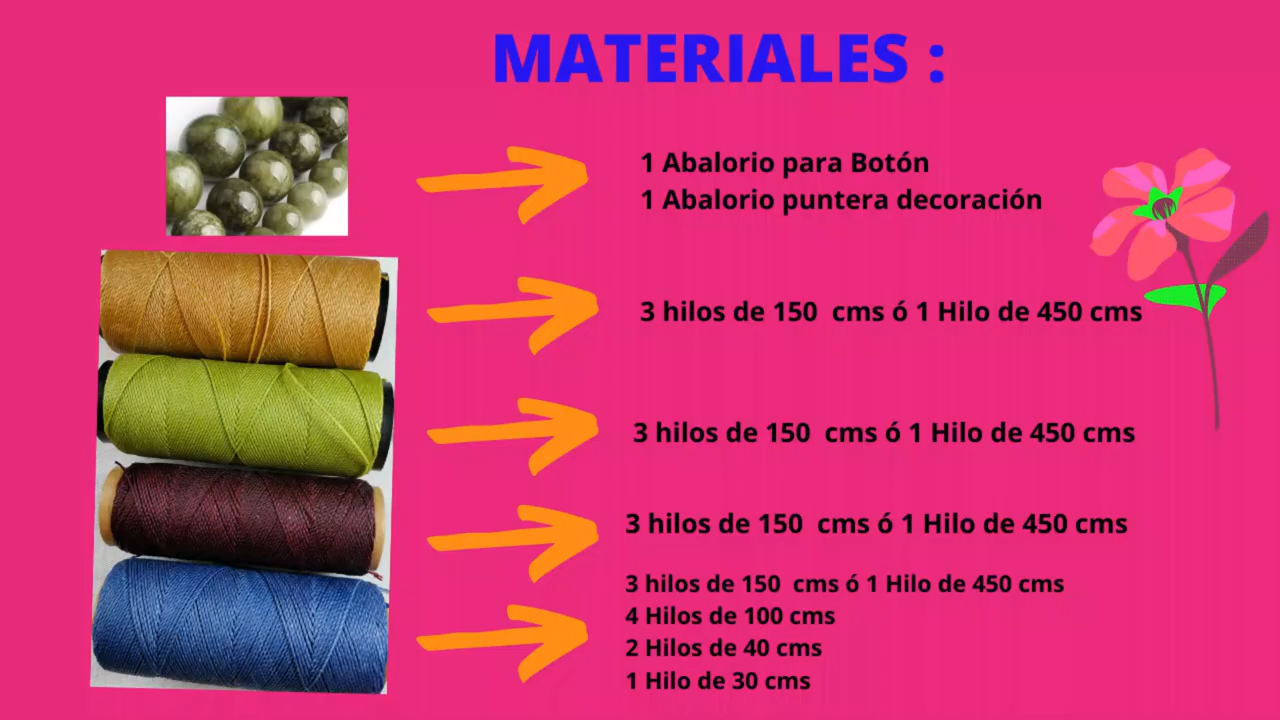 MATERIALES :
1 Abalorio para Botón
1 Abalorio puntera decoración
3 hilos de 150 cms ó 1 Hilo de 450 cms
3 hilos de 150 cms ó 1 Hilo de 450 cms
3 hilos de 150 cms ó 1 Hilo de 450 cms
3 hilos de 150 cms ó 1 Hilo de 450 cms
4 Hilos de 100 cms
2 Hilos de 40 cms
1 Hilo de 30 cms